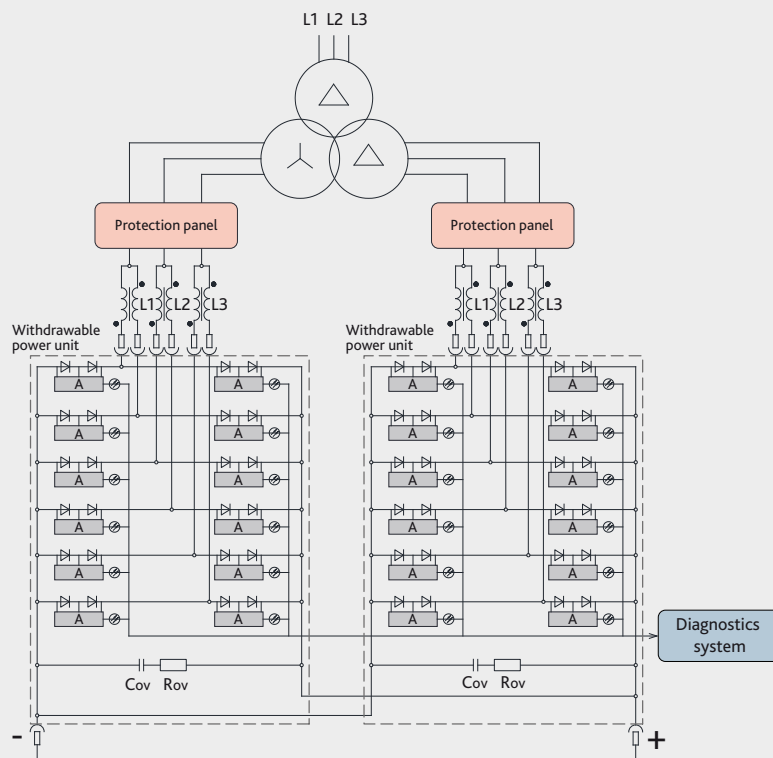 L1 L2 L3
Protection panel
Protection panel
L1 L2 L3
L1 L2 L3
Withdrawable
power unit
Withdrawable
power unit
A A A A
A A A A
A A A A
A A A A
A A A A
A A A A
Diagnostics
system
Cov Rov
Cov Rov
- +